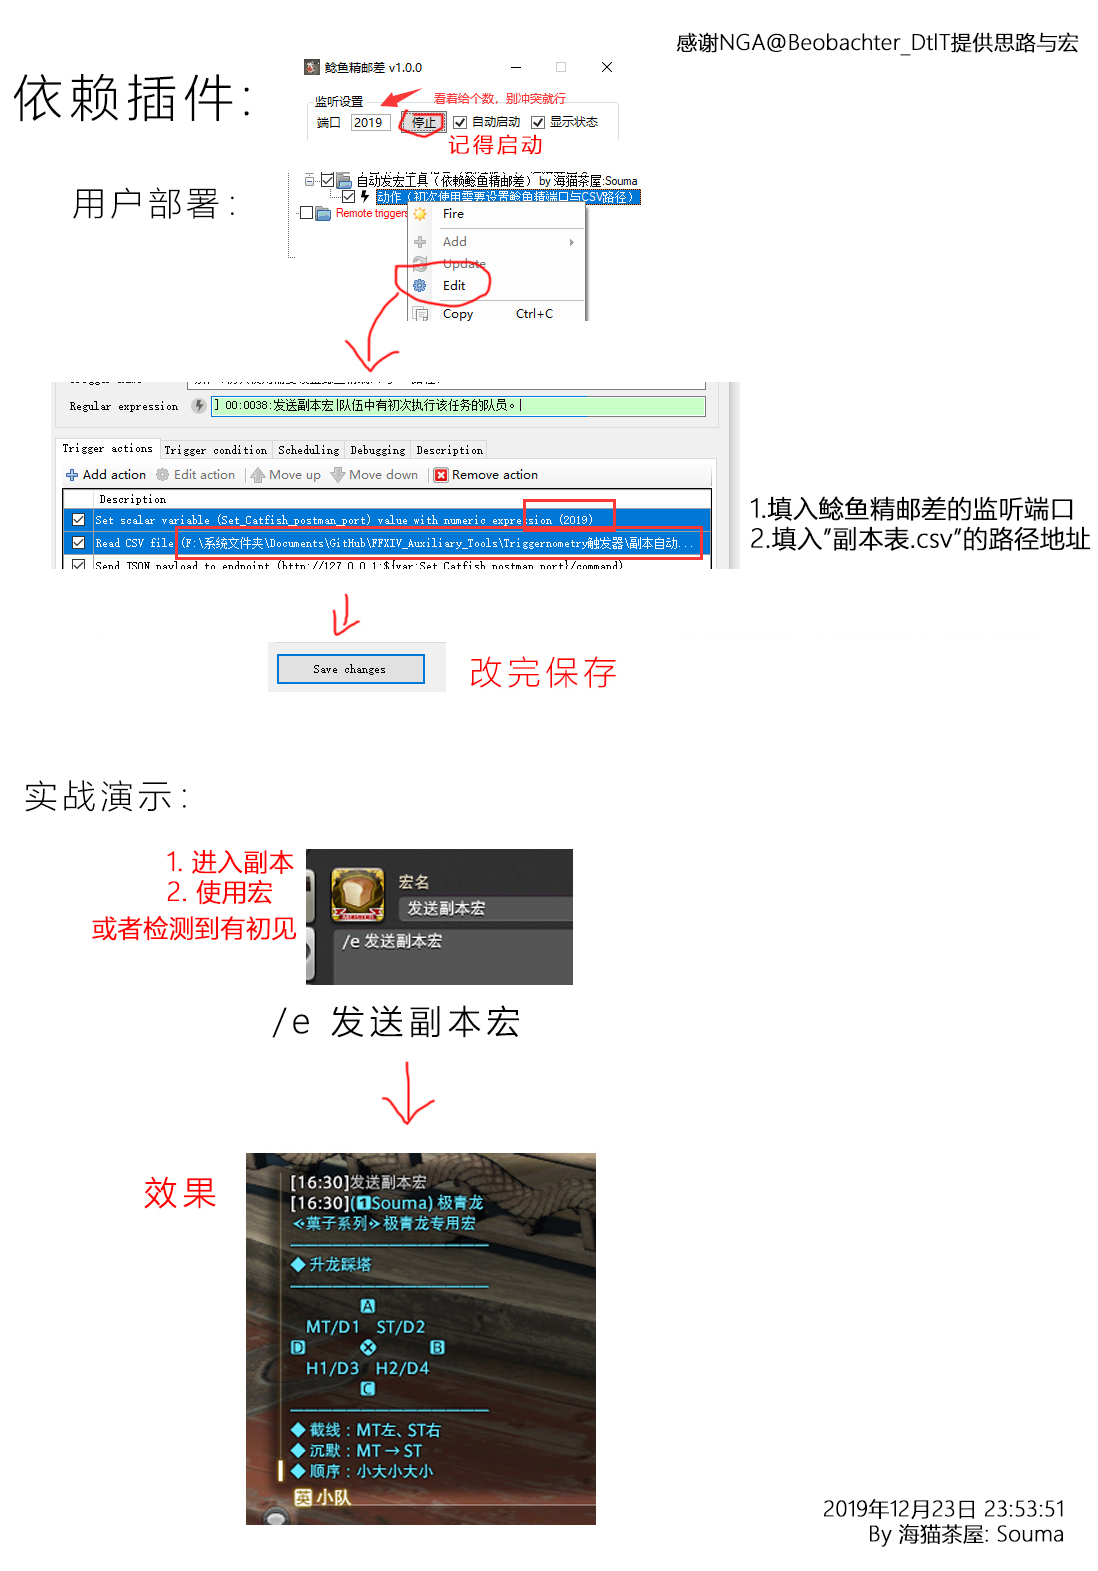 感谢NGA@Beobachter_DtlT提供思路与宏
依赖插件:
鲶鱼精邮差 v1.0.0
监听设置
看着给个数，别冲突就行
端口 2019 停止 自动启动 显示状态
记得启动
用户部署:
自动发宏工具（依赖鲶鱼精邮差）by 海猫茶屋:Souma
动作（初次使用需要设置鲶鱼精端口与CSV路径）
Remote triggers
Fire
Add
Update
Edit
Copy Ctrl+C
Regular expression ] 00:0038:发送副本宏|队伍中有初次执行该任务的队员。|
Trigger actions Trigger condition Scheduling Debugging Description
Add action Edit action Move up Move down Remove action
Description
Set scalar variable (Set_Catfish_postman_port) value with numeric expression (2019)
Read CSV file (F:\系统文件夹\Documents\GitHub\FFXIV_Auxiliary_Tools\Triggernometry触发器\副本自动...
Send JSON payload to endpoint (http://127.0.0.1:${var:Set_Catfish_postman_port}/command)
1.填入鲶鱼精邮差的监听端口
2.填入“副本表.csv”的路径地址
Save changes
改完保存
实战演示:
1. 进入副本
2. 使用宏
或者检测到有初见
宏名
发送副本宏
/e 发送副本宏
/e 发送副本宏
效果
[16:30]发送副本宏
[16:30](1Souma) 极青龙
≪菓子系列≫极青龙专用宏
◆ 升龙踩塔
A
MT/D1 ST/D2
D × B
H1/D3 H2/D4
C
◆ 截线：MT左、ST右
◆ 沉默：MT→ST
◆ 顺序：小大小大小
英 小队
2019年12月23日 23:53:51
By 海猫茶屋: Souma